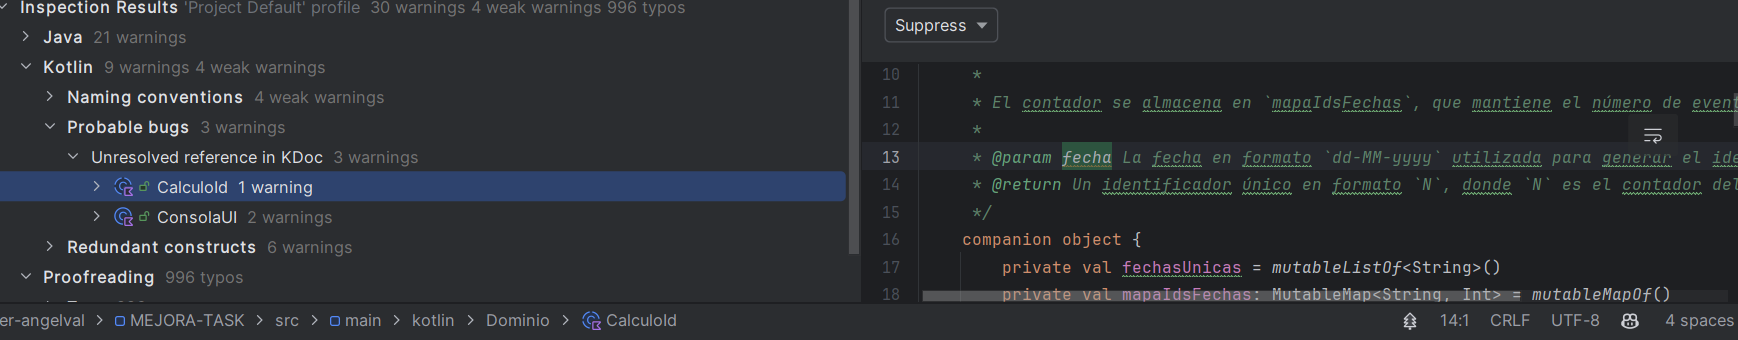 Inspection Results 'Project Default' profile 30 warnings 4 weak warnings 996 typos
Java 21 warnings
Kotlin 9 warnings 4 weak warnings
Naming conventions 4 weak warnings
Probable bugs 3 warnings
Unresolved reference in KDoc 3 warnings
CalculoId 1 warning
ConsolaUI 2 warnings
Redundant constructs 6 warnings
Proofreading 996 typos
Suppress
10 *
11 * El contador se almacena en `mapaIdsFechas`, que mantiene el número de event
12 *
13 * @param fecha La fecha en formato `dd-MM-yyyy` utilizada para generar el ide
14 * @return Un identificador único en formato `N`, donde `N` es el contador del
15 */
16 companion object {
17 private val fechasUnicas = mutableListOf<String>()
18 private val mapaIdsFechas: MutableMap<String, Int> = mutableMapOf()
er-angelval > MEJORA-TASK > src > main > kotlin > Dominio > CalculoId
14:1 CRLF UTF-8 4 spaces